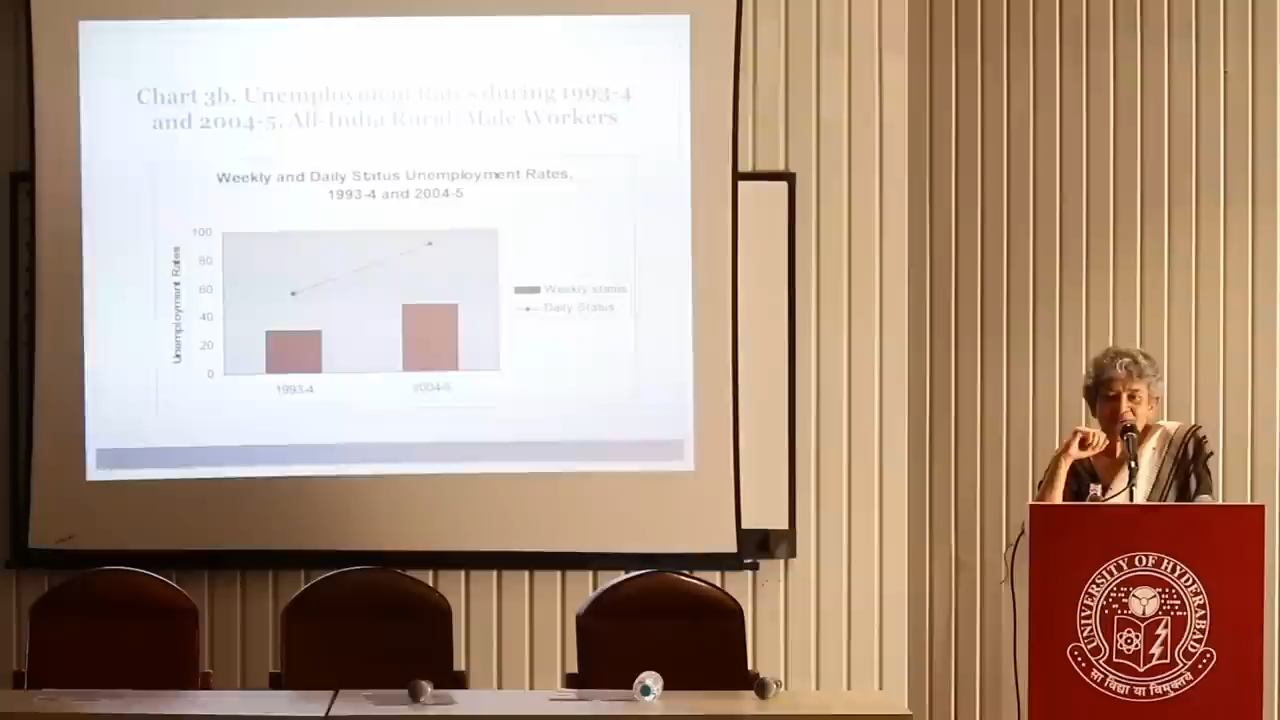 Chart 3b. Unemployment Rates during 1993-4
and 2004-5, All-India Rural Male Workers
Weekly and Daily Status Unemployment Rates,
1993-4 and 2004-5
Unemployment Rates
100
80
60
40
20
0
1993-4
2004-5
Weekly status
Daily Status
UNIVERSITY OF HYDERABAD
सा विद्या या विमुक्तये